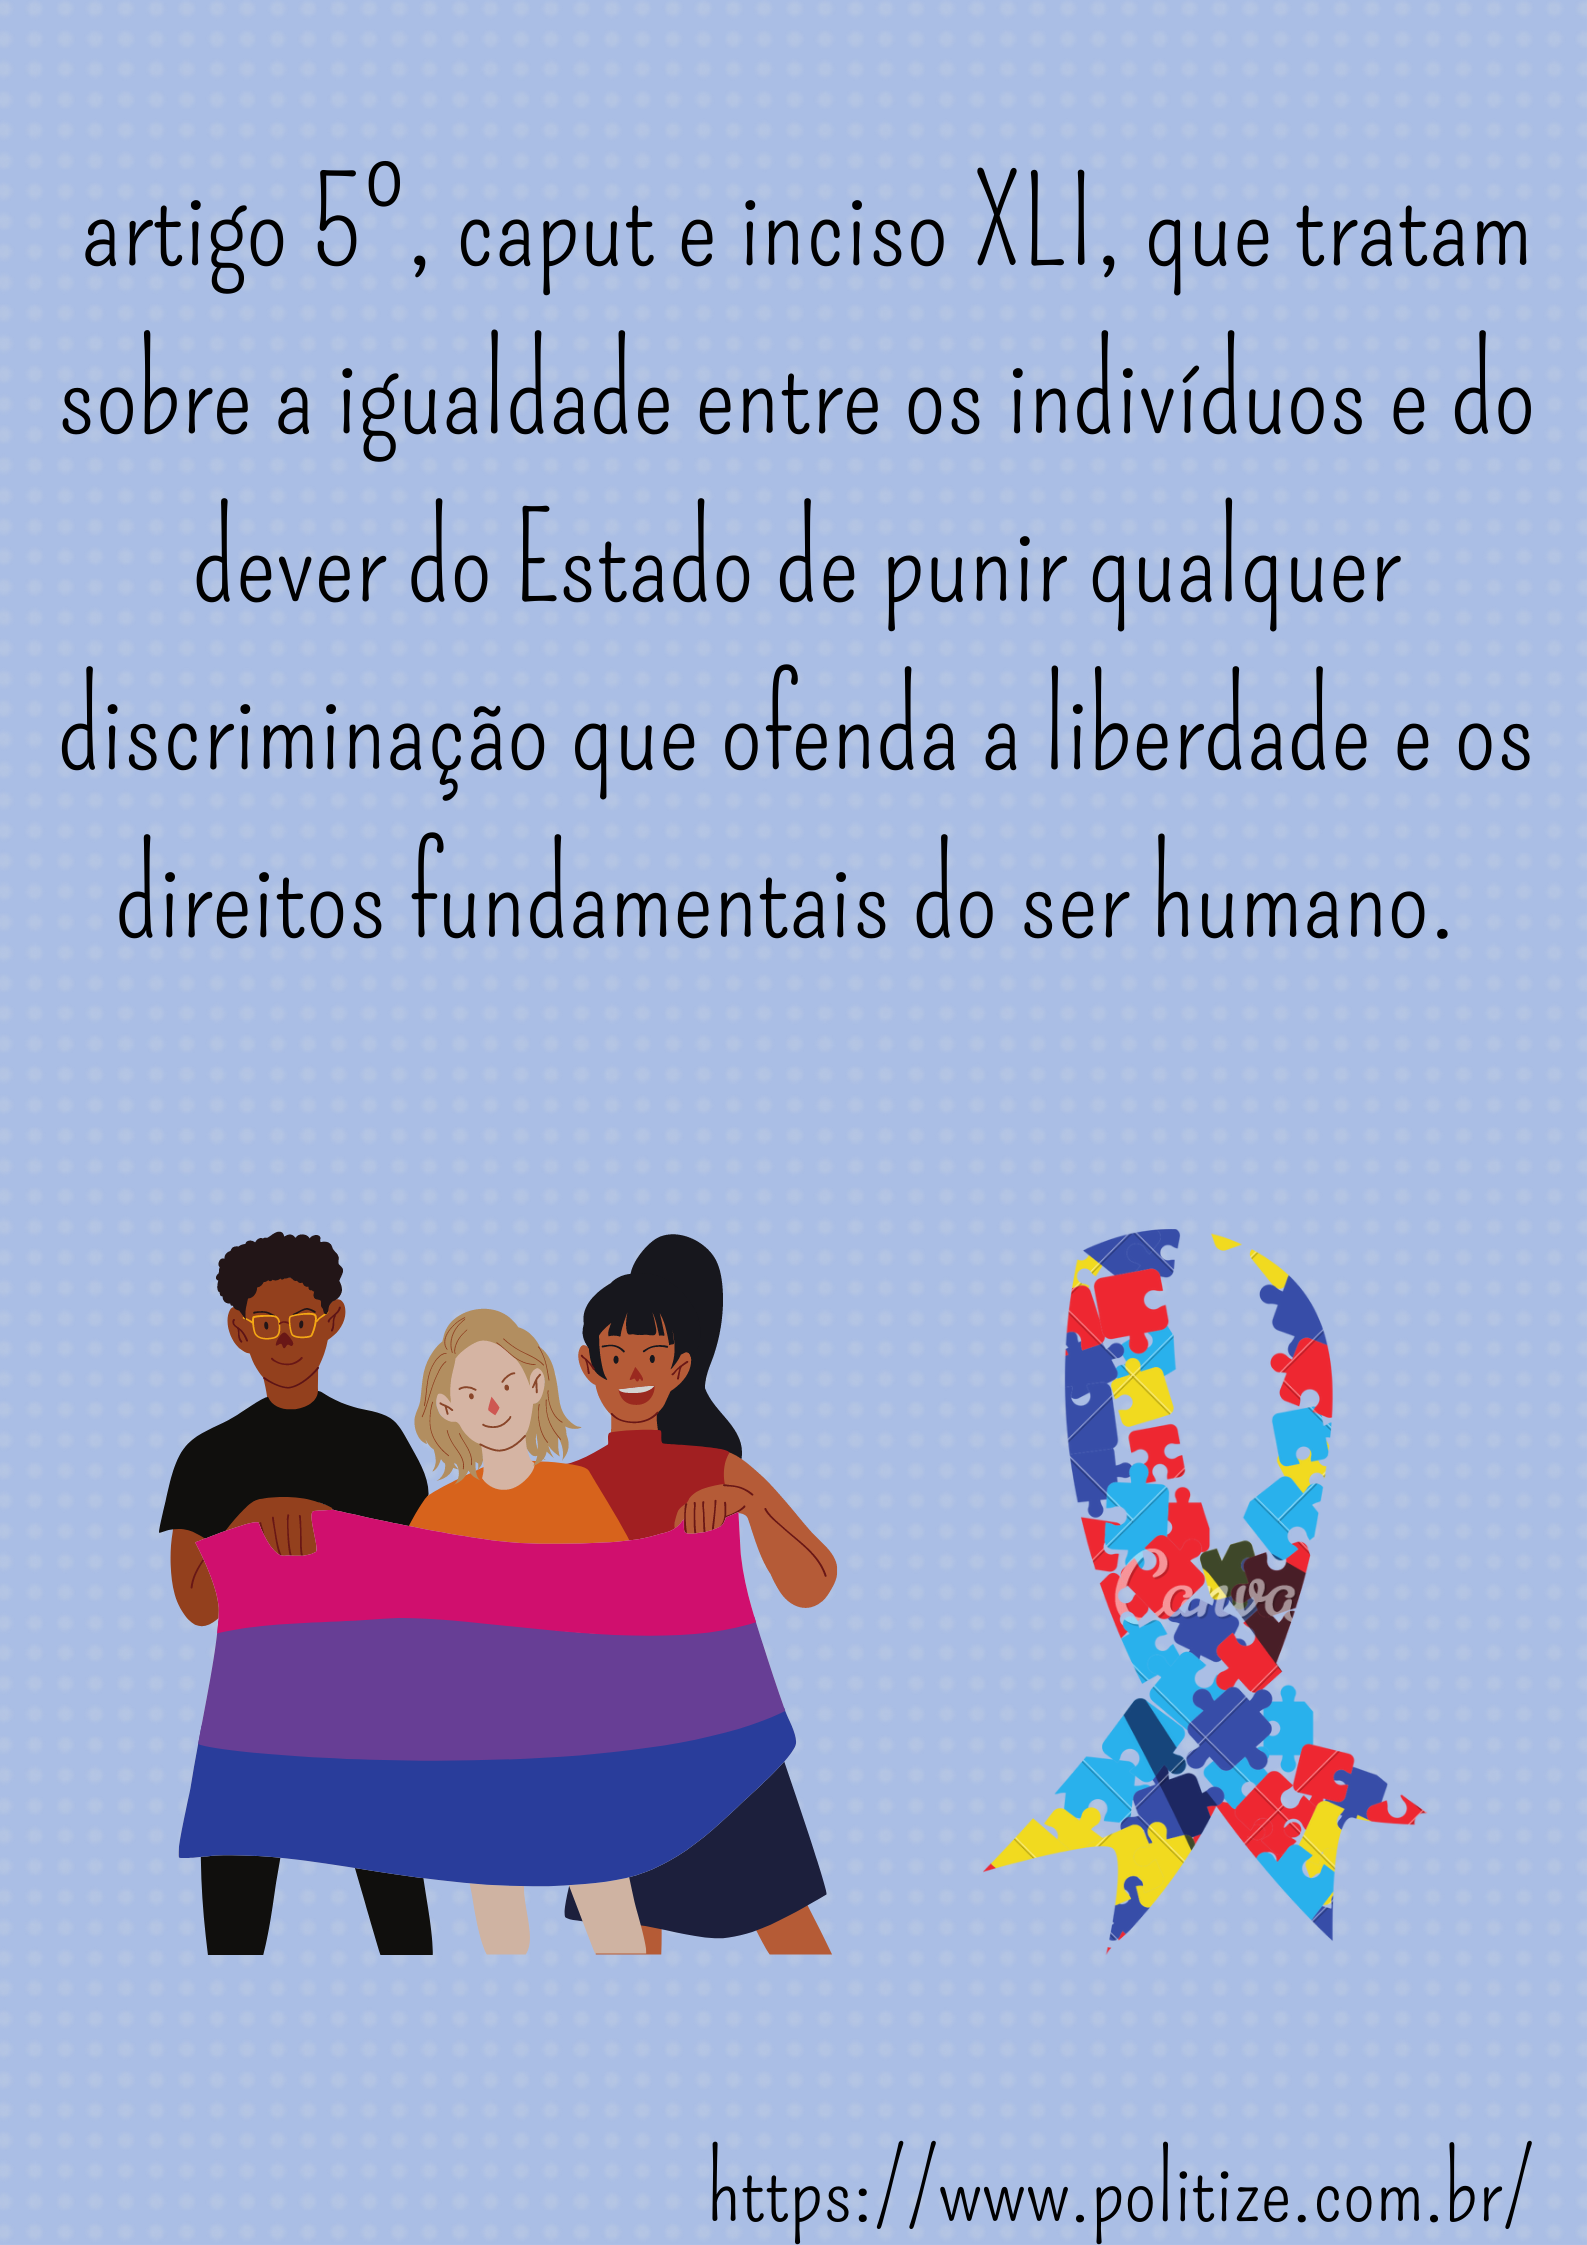 artigo 5º, caput e inciso XLI, que tratam
sobre a igualdade entre os indivíduos e do
dever do Estado de punir qualquer
discriminação que ofenda a liberdade e os
direitos fundamentais do ser humano.
Canva
https://www.politize.com.br/